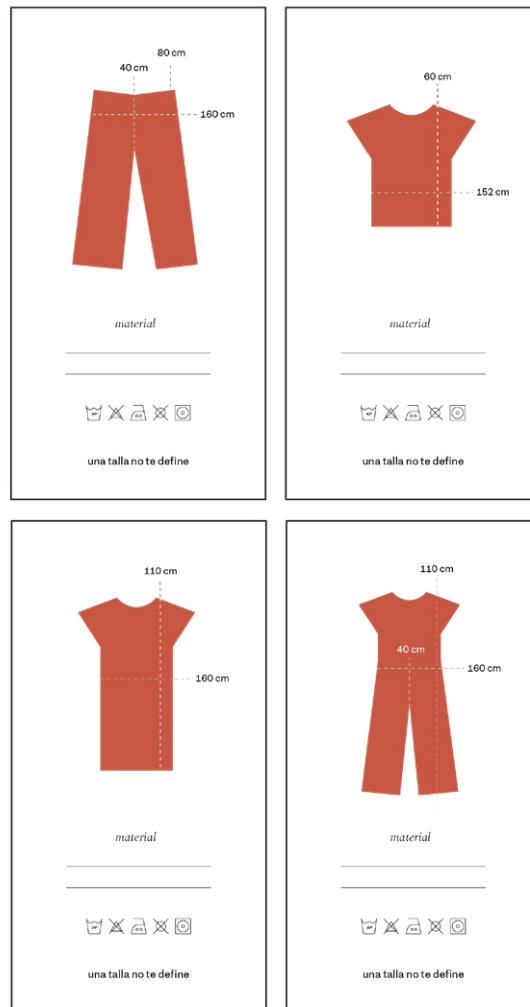 80 cm
40 cm
160 cm
material
una talla no te define
60 cm
152 cm
material
una talla no te define
110 cm
160 cm
material
una talla no te define
110 cm
40 cm
160 cm
material
una talla no te define